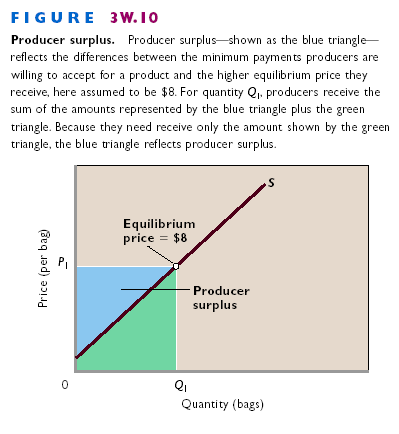 FIGURE 3W.10
Producer surplus. Producer surplus—shown as the blue triangle—
reflects the differences between the minimum payments producers are
willing to accept for a product and the higher equilibrium price they
receive, here assumed to be $8. For quantity Q1, producers receive the
sum of the amounts represented by the blue triangle plus the green
triangle. Because they need receive only the amount shown by the green
triangle, the blue triangle reflects producer surplus.
S
Equilibrium
price = $8
P1
Price (per bag)
Producer
surplus
0
Q1
Quantity (bags)